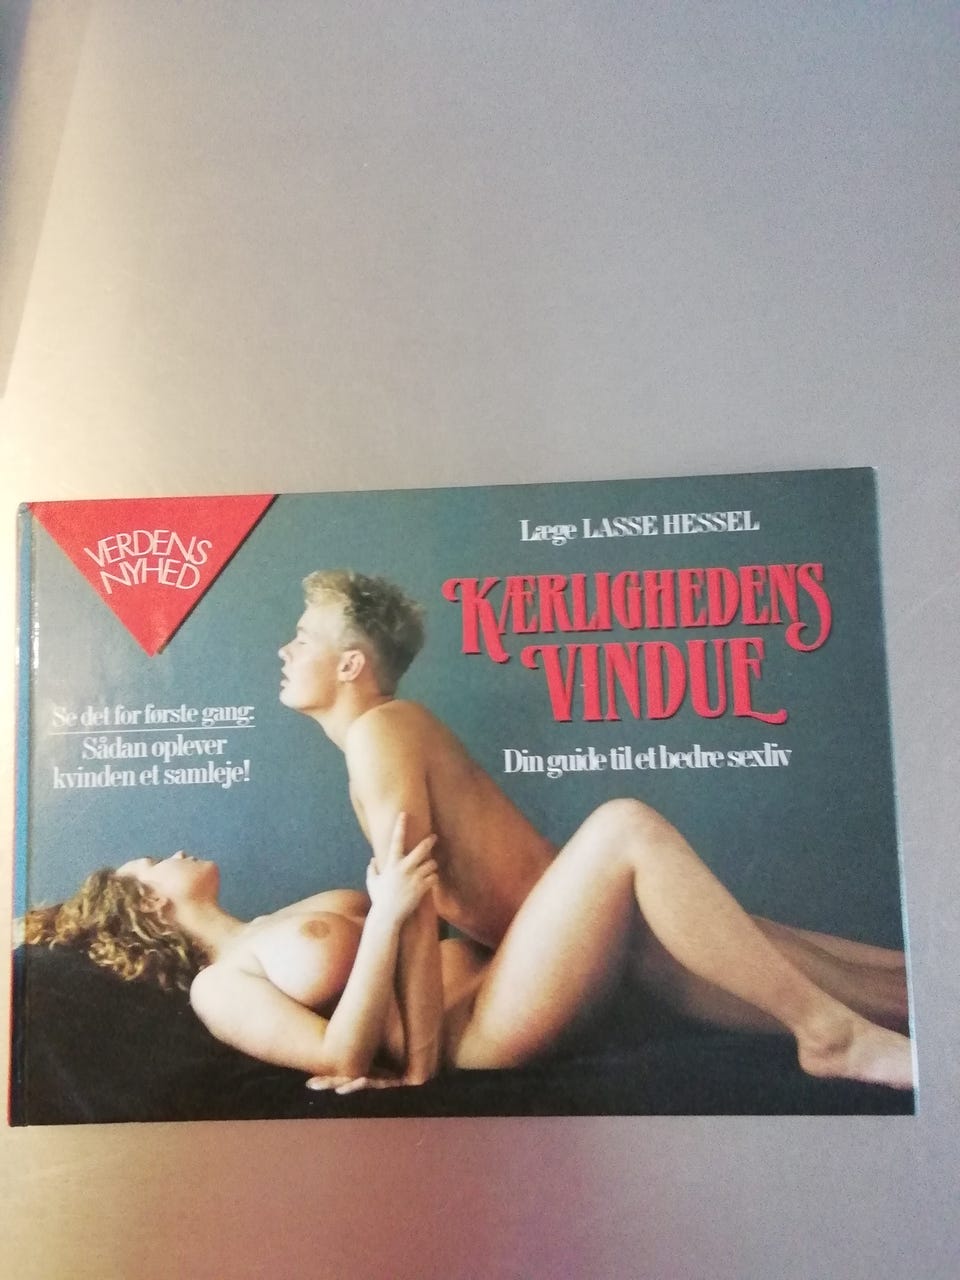 VERDENS
NYHED
Læge LASSE HESSEL
KÆRLIGHEDENS
VINDUE
Din guide til et bedre sexliv
Se det for første gang:
Sådan oplever
kvinden et samleje!